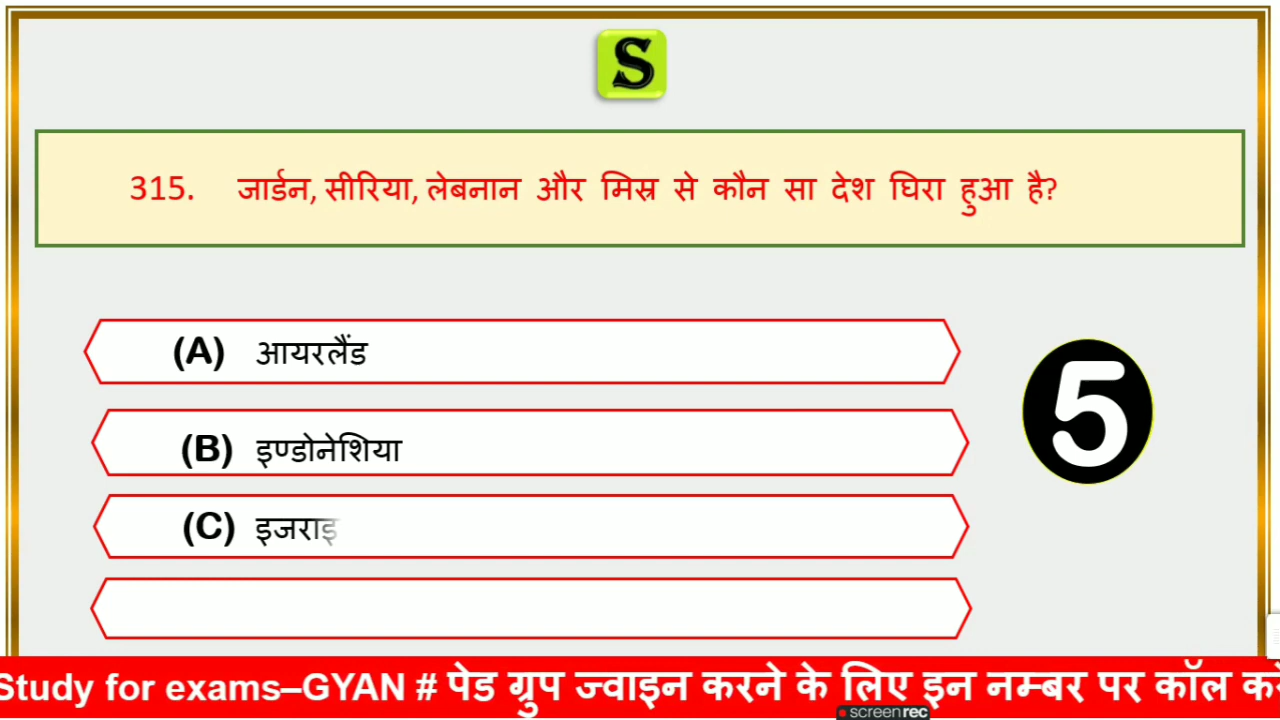 S
315. जार्डन, सीरिया, लेबनान और मिस्र से कौन सा देश घिरा हुआ है?
(A) आयरलैंड
(B) इण्डोनेशिया
5
(C) इजराइ
Study for exams–GYAN # पेड ग्रुप ज्वाइन करने के लिए इन नम्बर पर कॉल करे
screenrec